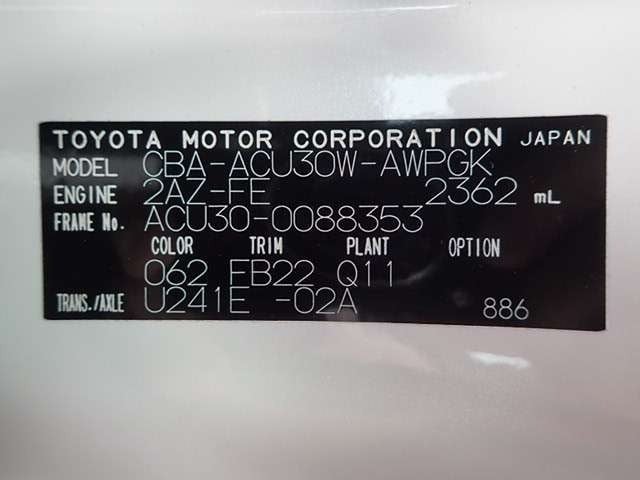 TOYOTA MOTOR CORPORATION JAPAN
MODEL CBA-ACU30W-AWPGK
ENGINE 2AZ-FE 2362 mL
FRAME No. ACU30-0088353
COLOR TRIM PLANT OPTION
062 FB22 Q11
TRANS./AXLE U241E -02A 886